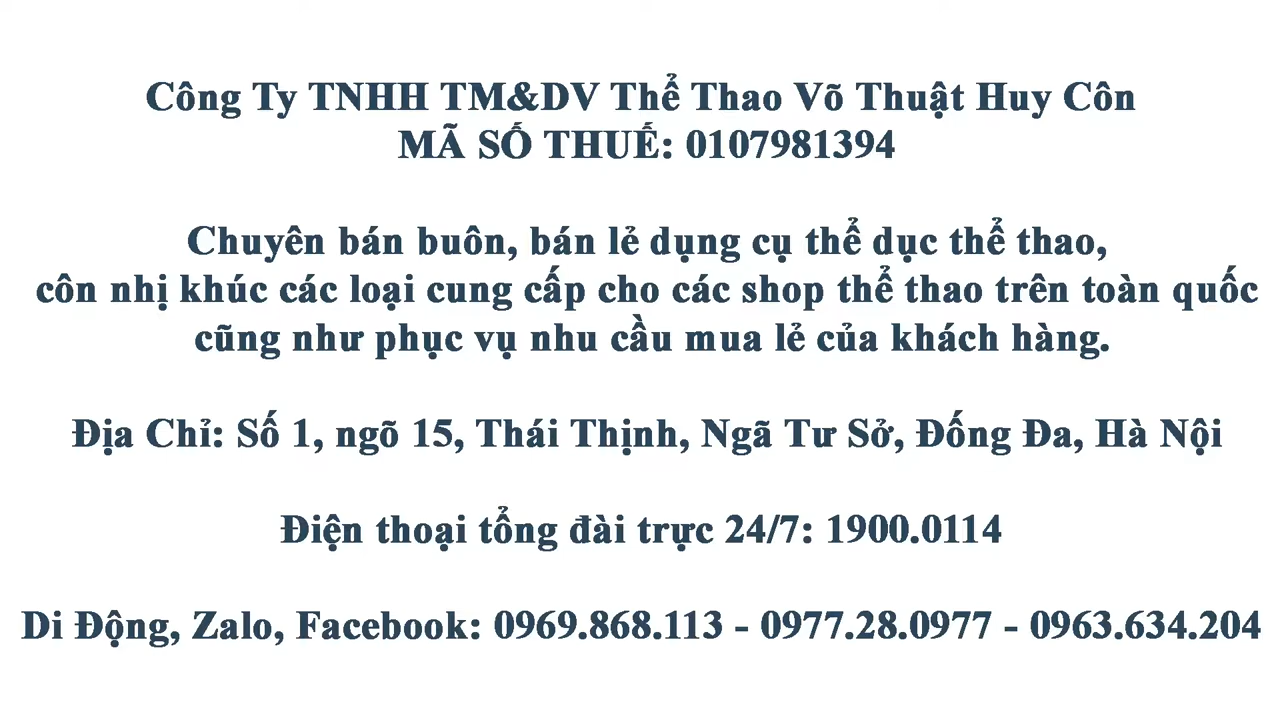 Công Ty TNHH TM&DV Thể Thao Võ Thuật Huy Côn
MÃ SỐ THUẾ: 0107981394
Chuyên bán buôn, bán lẻ dụng cụ thể dục thể thao,
côn nhị khúc các loại cung cấp cho các shop thể thao trên toàn quốc
cũng như phục vụ nhu cầu mua lẻ của khách hàng.
Địa Chỉ: Số 1, ngõ 15, Thái Thịnh, Ngã Tư Sở, Đống Đa, Hà Nội
Điện thoại tổng đài trực 24/7: 1900.0114
Di Động, Zalo, Facebook: 0969.868.113 - 0977.28.0977 - 0963.634.204